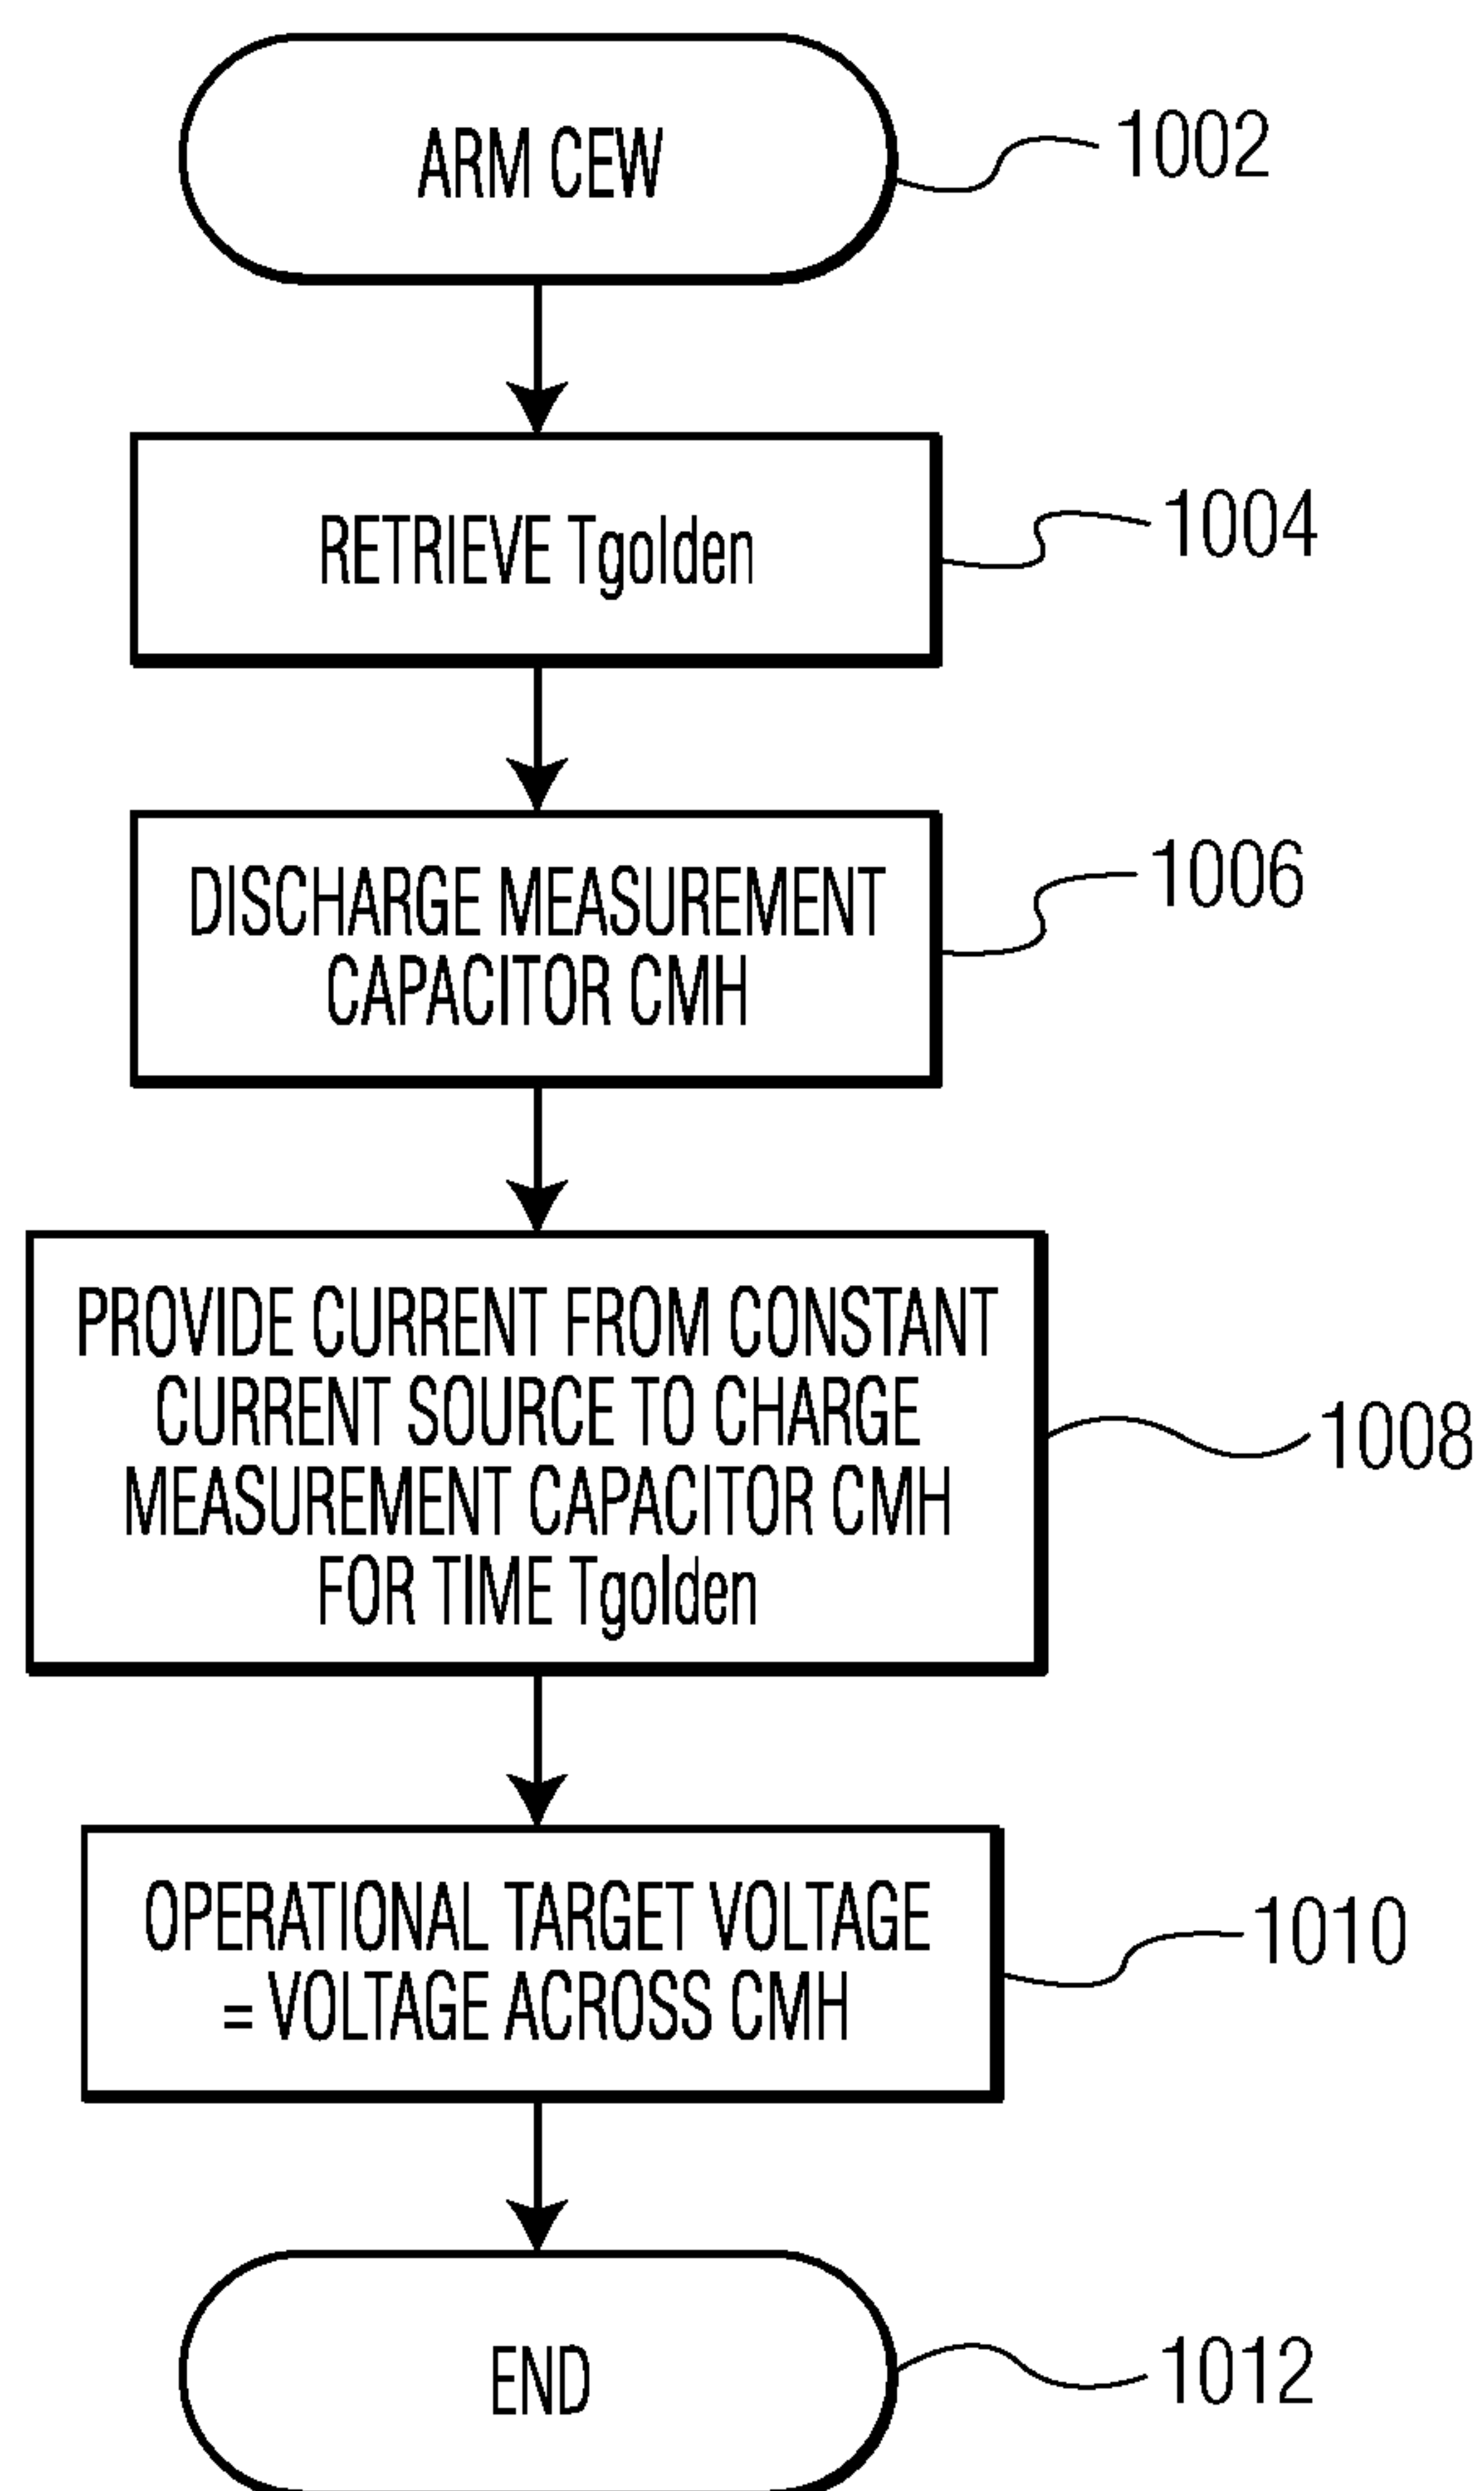 ARM CEW
1002
RETRIEVE Tgolden
1004
DISCHARGE MEASUREMENT
CAPACITOR CMH
1006
PROVIDE CURRENT FROM CONSTANT
CURRENT SOURCE TO CHARGE
MEASUREMENT CAPACITOR CMH
FOR TIME Tgolden
1008
OPERATIONAL TARGET VOLTAGE
= VOLTAGE ACROSS CMH
1010
END
1012